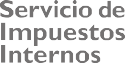 Servicio de
Impuestos
Internos